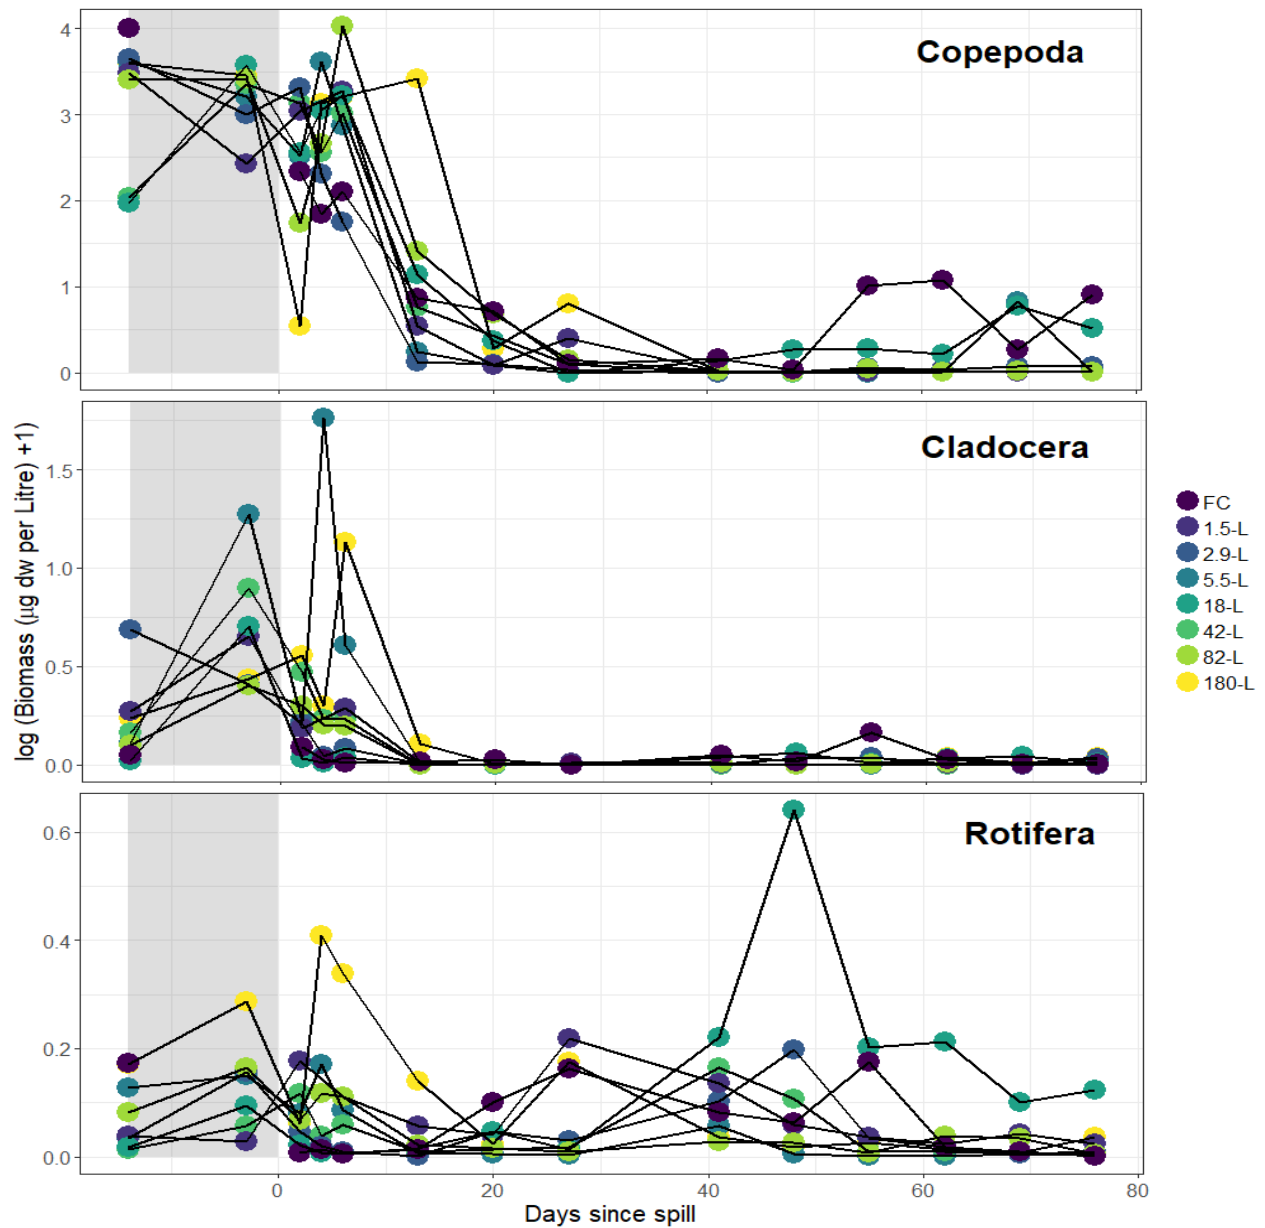 Copepoda
4
3
2
1
0
Cladocera
1.5
1.0
0.5
0.0
Rotifera
0.6
0.4
0.2
0.0
log (Biomass (µg dw per Litre) +1)
0 20 40 60 80
Days since spill
FC
1.5-L
2.9-L
5.5-L
18-L
42-L
82-L
180-L